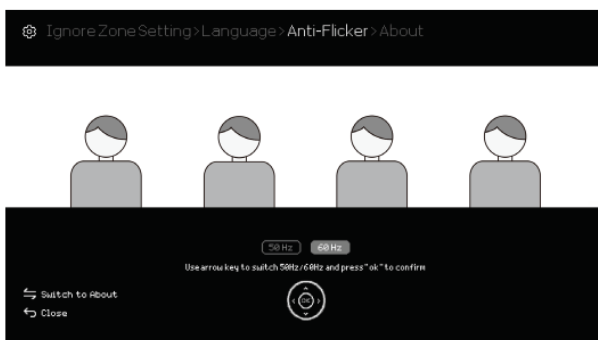 Ignore Zone Setting>Language>Anti-Flicker>About
50Hz 60Hz
Use arrow key to switch 50Hz/60Hz and press "ok" to confirm
Switch to About
OK
Close